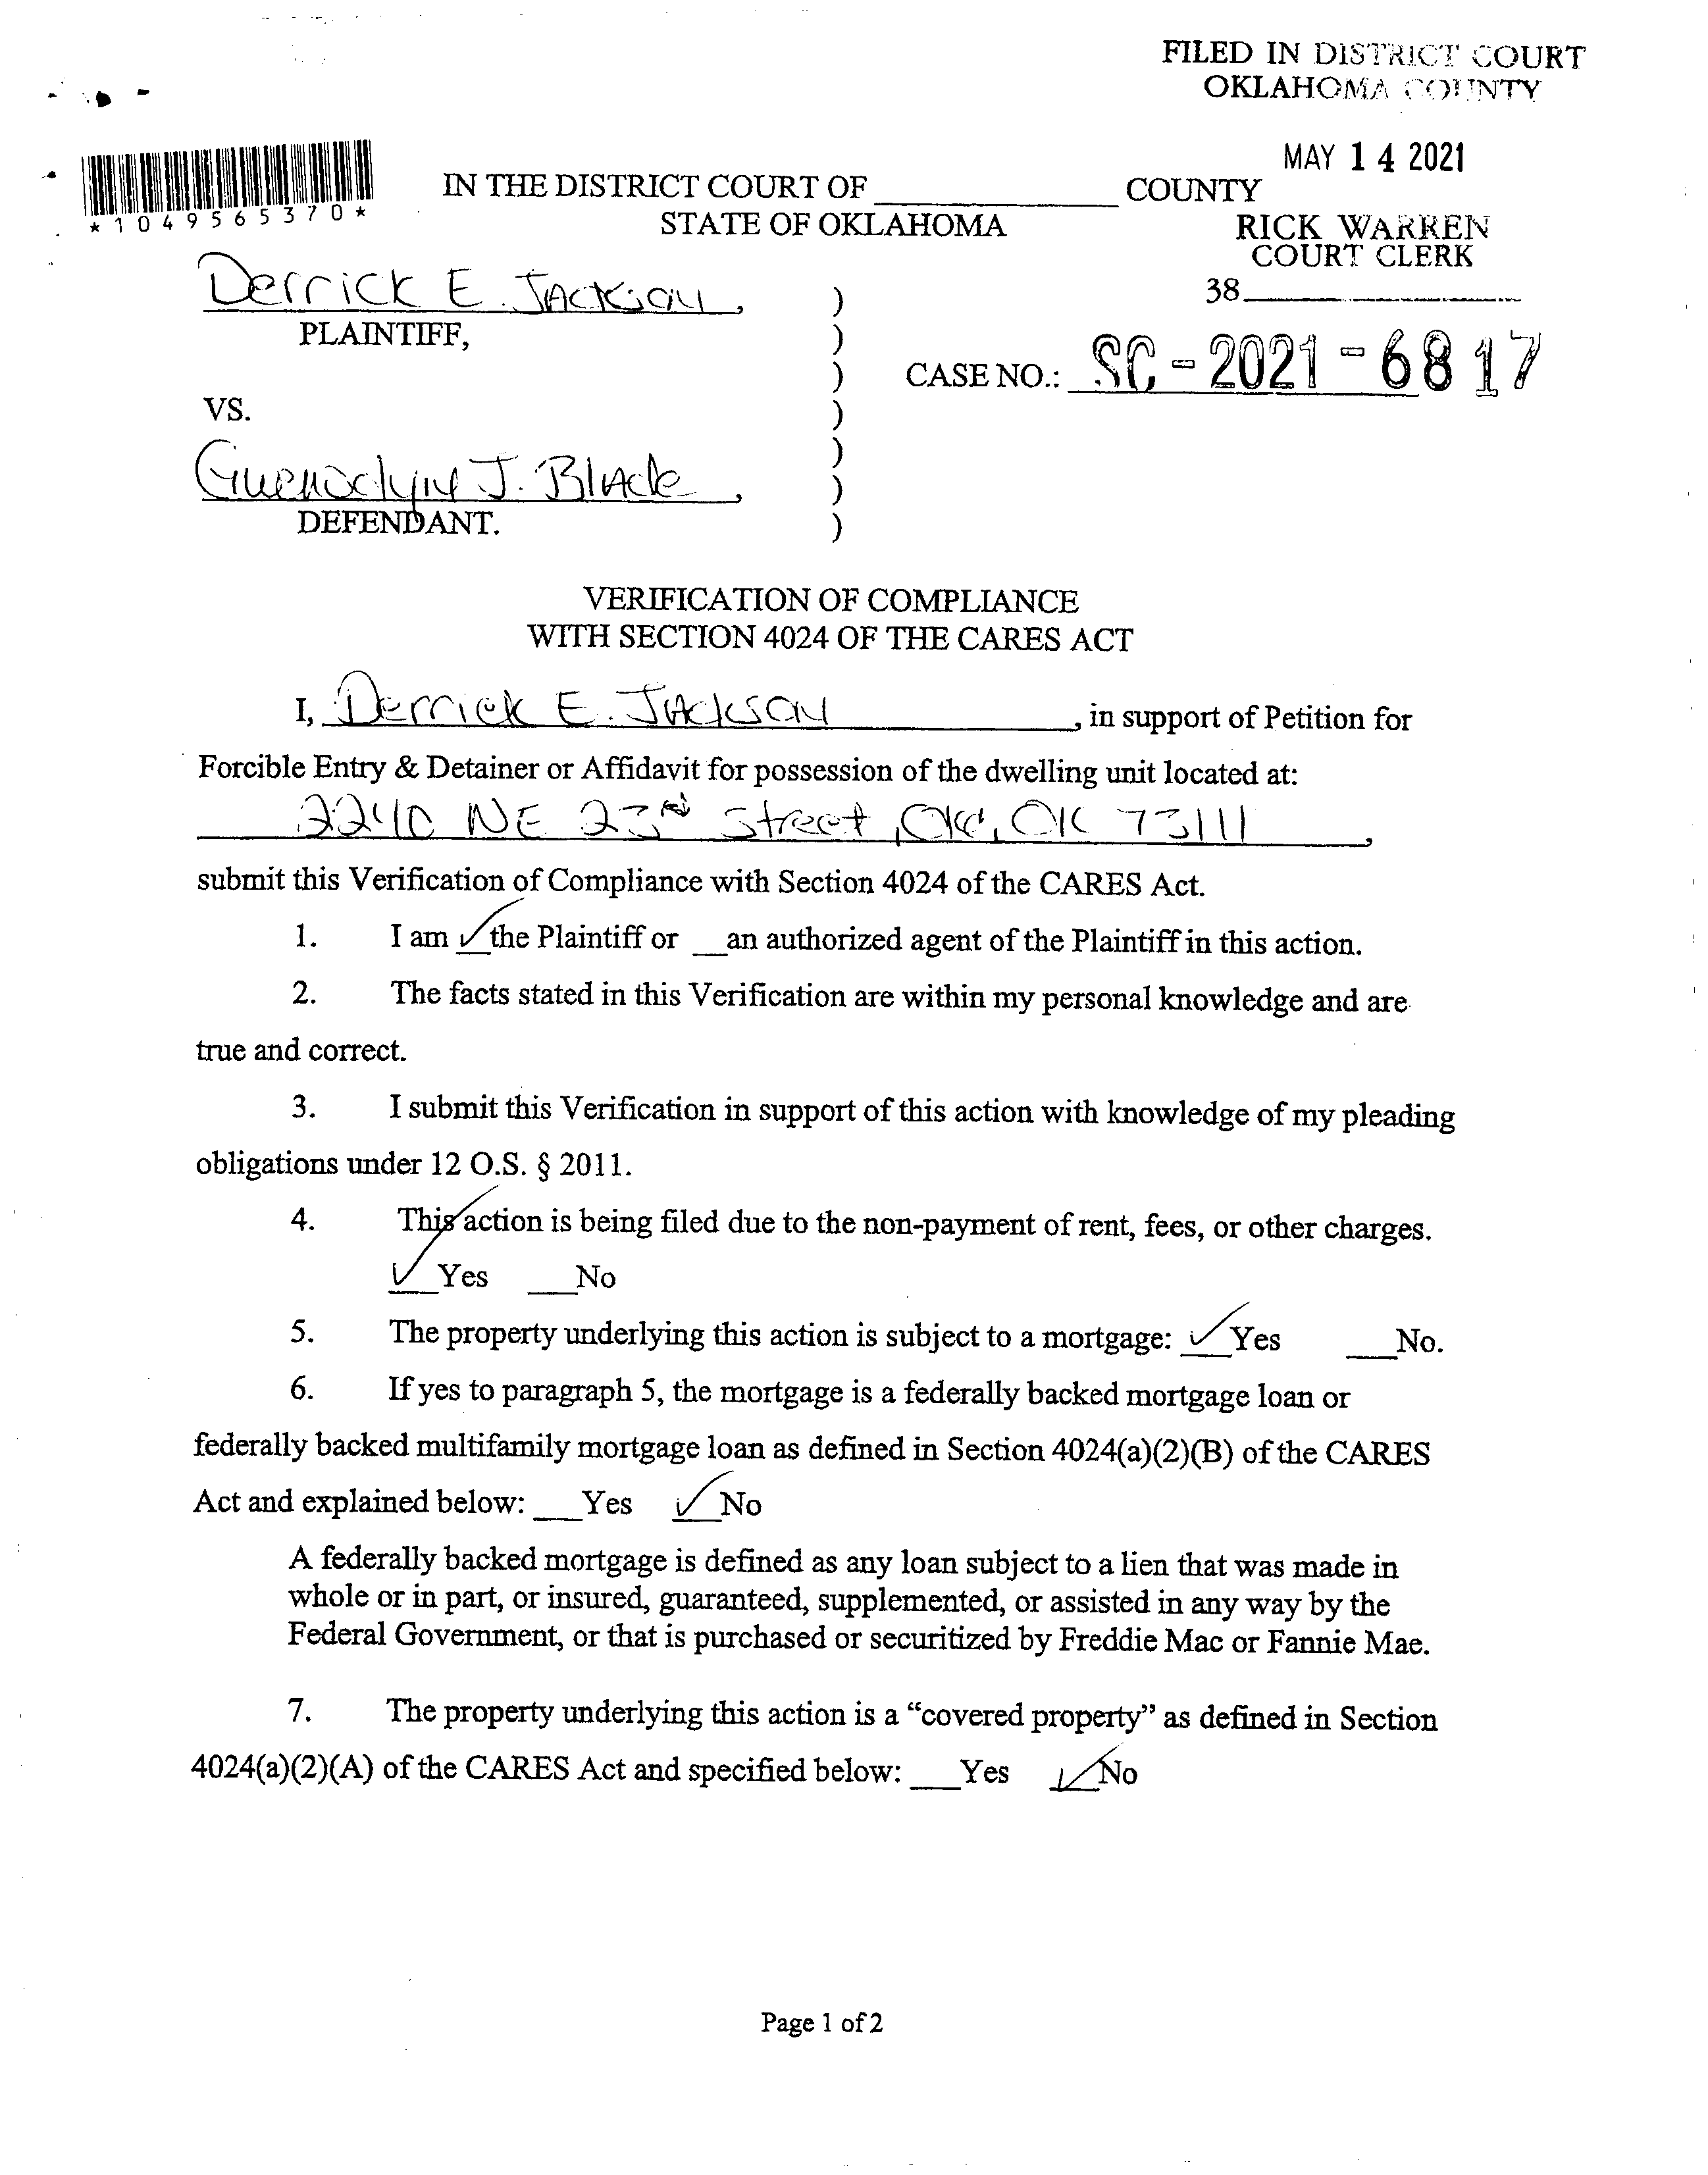 FILED IN DISTRICT COURT
OKLAHOMA COUNTY
MAY 14 2021
*1049565370*
IN THE DISTRICT COURT OF ____________ COUNTY
STATE OF OKLAHOMA
RICK WARREN
COURT CLERK
38____________
Derrick E. Jackson,
PLAINTIFF,
CASE NO.: SC-2021-6817
VS.
Gwendolyn J. Black,
DEFENDANT.
)
)
)
)
)
)
)
VERIFICATION OF COMPLIANCE
WITH SECTION 4024 OF THE CARES ACT
I, Derrick E. Jackson, in support of Petition for
Forcible Entry & Detainer or Affidavit for possession of the dwelling unit located at:
2240 NE 23rd Street, OKC, OK 73111,
submit this Verification of Compliance with Section 4024 of the CARES Act.
1. I am ✓ the Plaintiff or __an authorized agent of the Plaintiff in this action.
2. The facts stated in this Verification are within my personal knowledge and are
true and correct.
3. I submit this Verification in support of this action with knowledge of my pleading
obligations under 12 O.S. § 2011.
4. This action is being filed due to the non-payment of rent, fees, or other charges.
✓ Yes ___No
5. The property underlying this action is subject to a mortgage: ✓ Yes ___No.
6. If yes to paragraph 5, the mortgage is a federally backed mortgage loan or
federally backed multifamily mortgage loan as defined in Section 4024(a)(2)(B) of the CARES
Act and explained below: ___Yes ✓ No
A federally backed mortgage is defined as any loan subject to a lien that was made in
whole or in part, or insured, guaranteed, supplemented, or assisted in any way by the
Federal Government, or that is purchased or securitized by Freddie Mac or Fannie Mae.
7. The property underlying this action is a “covered property” as defined in Section
4024(a)(2)(A) of the CARES Act and specified below: ___Yes ✓ No
Page 1 of 2